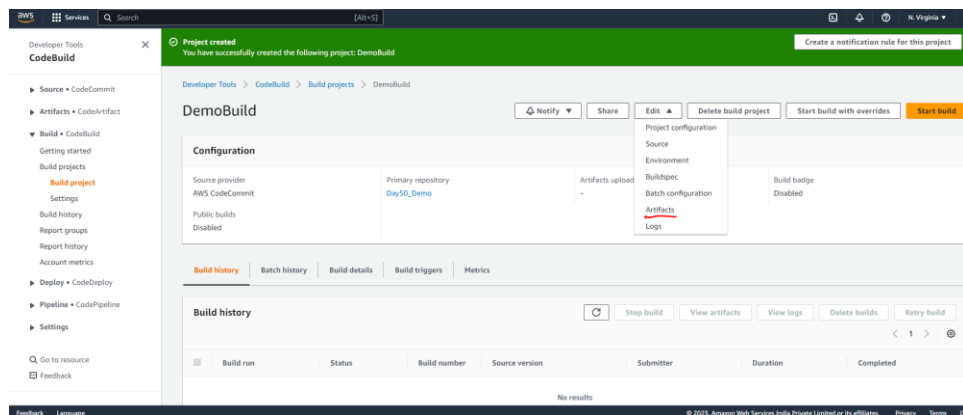 aws Services Search [Alt+S] N. Virginia
Developer Tools
CodeBuild
Source • CodeCommit
Artifacts • CodeArtifact
Build • CodeBuild
Getting started
Build projects
Build project
Settings
Build history
Report groups
Report history
Account metrics
Deploy • CodeDeploy
Pipeline • CodePipeline
Settings
Go to resource
Feedback
Project created
You have successfully created the following project: DemoBuild
Create a notification rule for this project
Developer Tools > CodeBuild > Build projects > DemoBuild
DemoBuild
Notify Share Edit Delete build project Start build with overrides Start build
Project configuration
Source
Environment
Buildspec
Batch configuration
Artifacts
Logs
Configuration
Source provider
AWS CodeCommit
Primary repository
Day50_Demo
Artifacts upload
-
Build badge
Disabled
Public builds
Disabled
Build history Batch history Build details Build triggers Metrics
Build history
Stop build View artifacts View logs Delete builds Retry build
< 1 >
Build run Status Build number Source version Submitter Duration Completed
No results
Feedback Language © 2023, Amazon Web Services India Private Limited or its affiliates. Privacy Terms